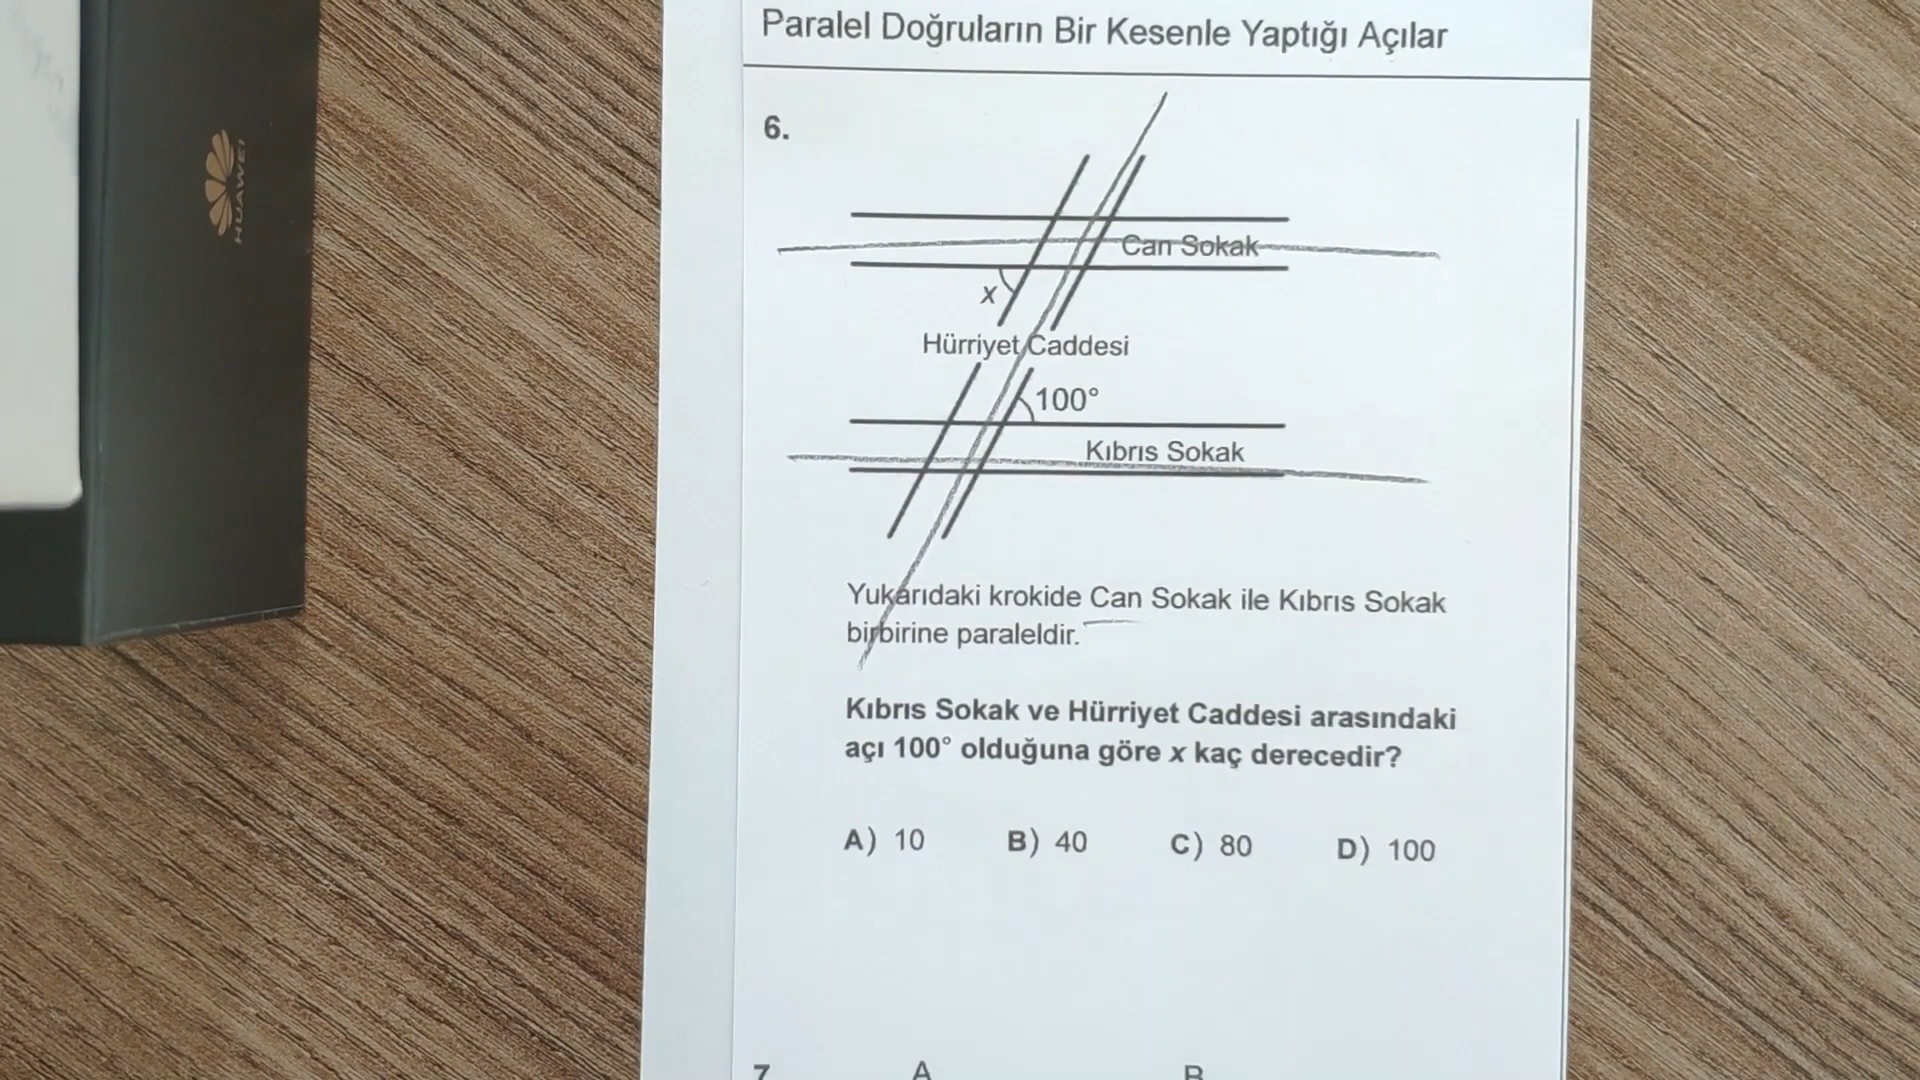 HUAWEI
Paralel Doğruların Bir Kesenle Yaptığı Açılar
6.
Can Sokak
x
Hürriyet Caddesi
100°
Kıbrıs Sokak
Yukarıdaki krokide Can Sokak ile Kıbrıs Sokak
birbirine paraleldir.
Kıbrıs Sokak ve Hürriyet Caddesi arasındaki
açı 100° olduğuna göre x kaç derecedir?
A) 10 B) 40 C) 80 D) 100
7 A B